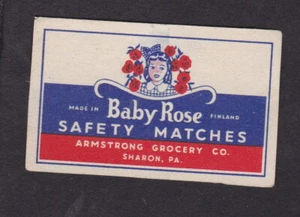 MADE IN Baby Rose FINLAND
SAFETY MATCHES
ARMSTRONG GROCERY CO.
SHARON, PA.